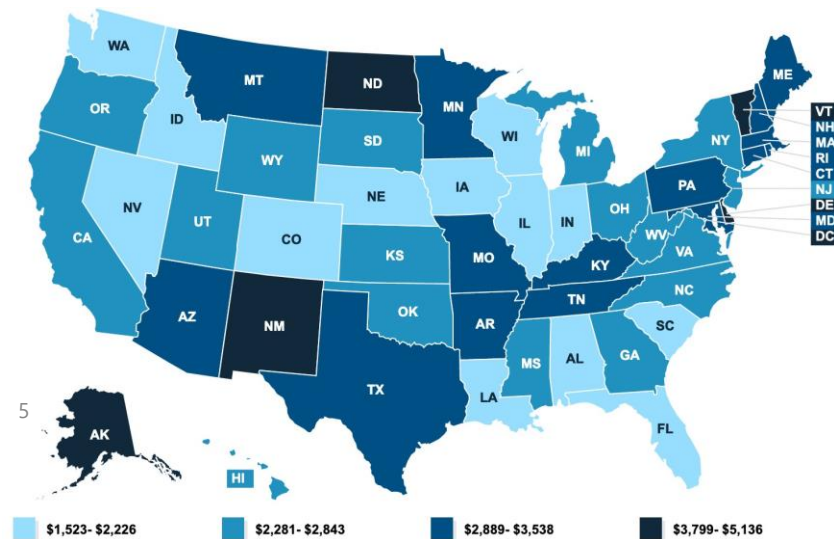 WA
MT
ND
MN
ME
OR
ID
SD
WI
MI
NY
VT
NH
MA
RI
CT
NJ
DE
MD
DC
WY
NE
IA
PA
NV
UT
CO
IL
IN
OH
WV
VA
CA
KS
MO
KY
NC
AZ
NM
OK
AR
TN
SC
TX
LA
MS
AL
GA
FL
5
AK
HI
$1,523- $2,226
$2,281- $2,843
$2,889- $3,538
$3,799- $5,136